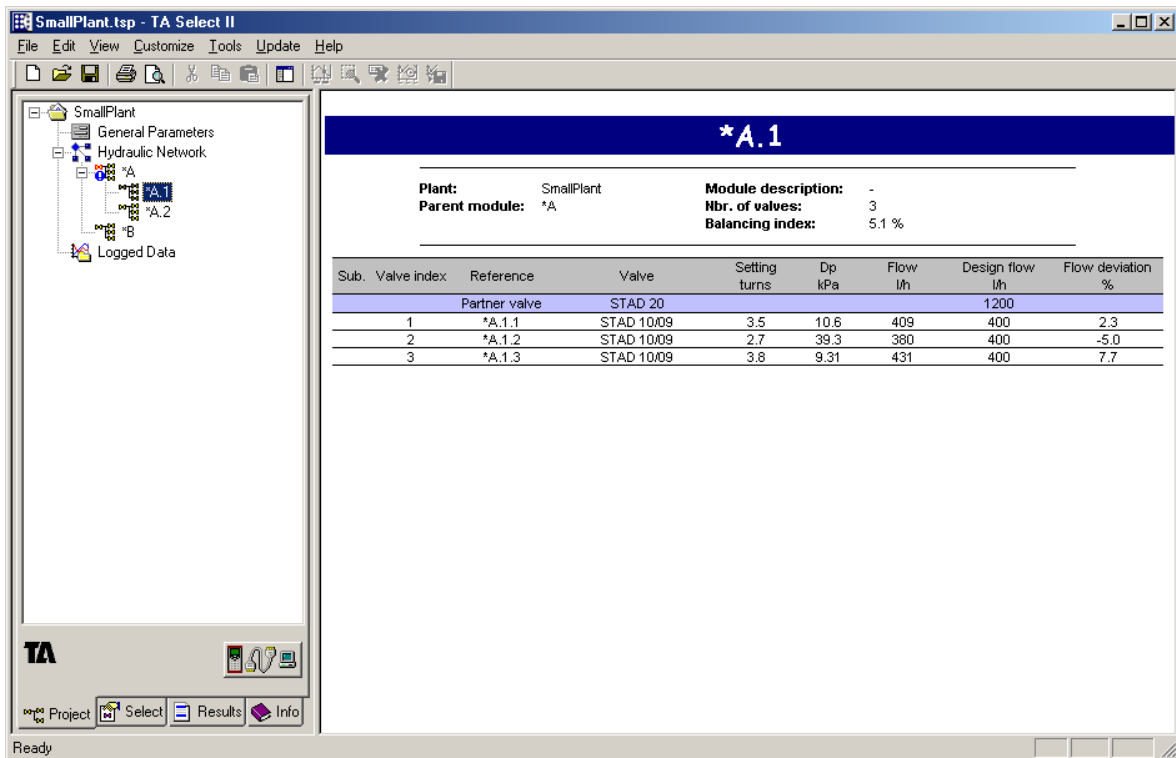 SmallPlant.tsp - TA Select II
File Edit View Customize Tools Update Help
SmallPlant
General Parameters
Hydraulic Network
*A
*A.1
*A.2
*B
Logged Data
TA
Project Select Results Info
*A.1
Plant: SmallPlant Module description: -
Parent module: *A Nbr. of valves: 3
Balancing index: 5.1 %
Sub. Valve index Reference Valve Setting turns Dp kPa Flow l/h Design flow l/h Flow deviation %
Partner valve STAD 20 1200
1 *A.1.1 STAD 10/09 3.5 10.6 409 400 2.3
2 *A.1.2 STAD 10/09 2.7 39.3 380 400 -5.0
3 *A.1.3 STAD 10/09 3.8 9.31 431 400 7.7
Ready